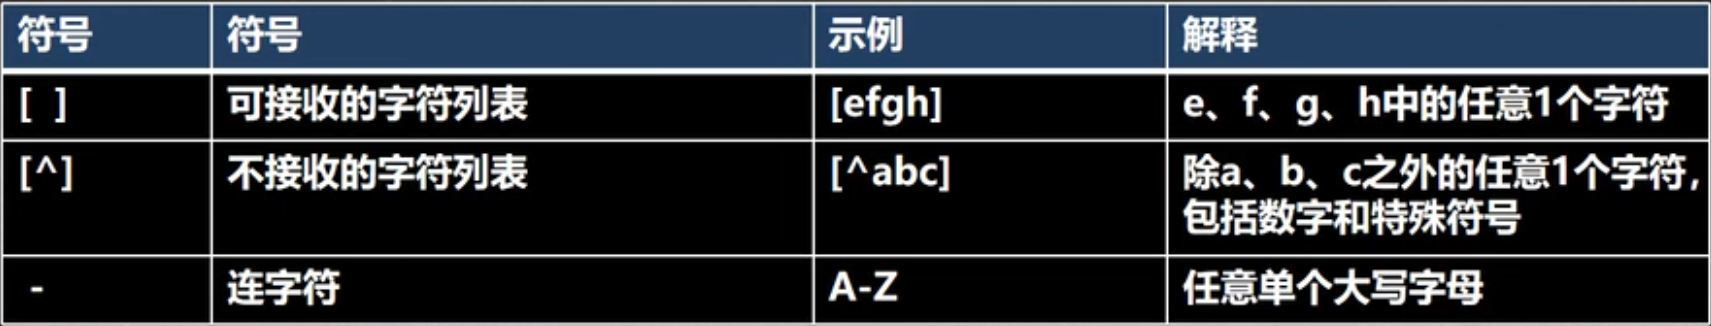 符号 符号 示例 解释
[ ] 可接收的字符列表 [efgh] e、f、g、h中的任意1个字符
[^] 不接收的字符列表 [^abc] 除a、b、c之外的任意1个字符，
包括数字和特殊符号
- 连字符 A-Z 任意单个大写字母